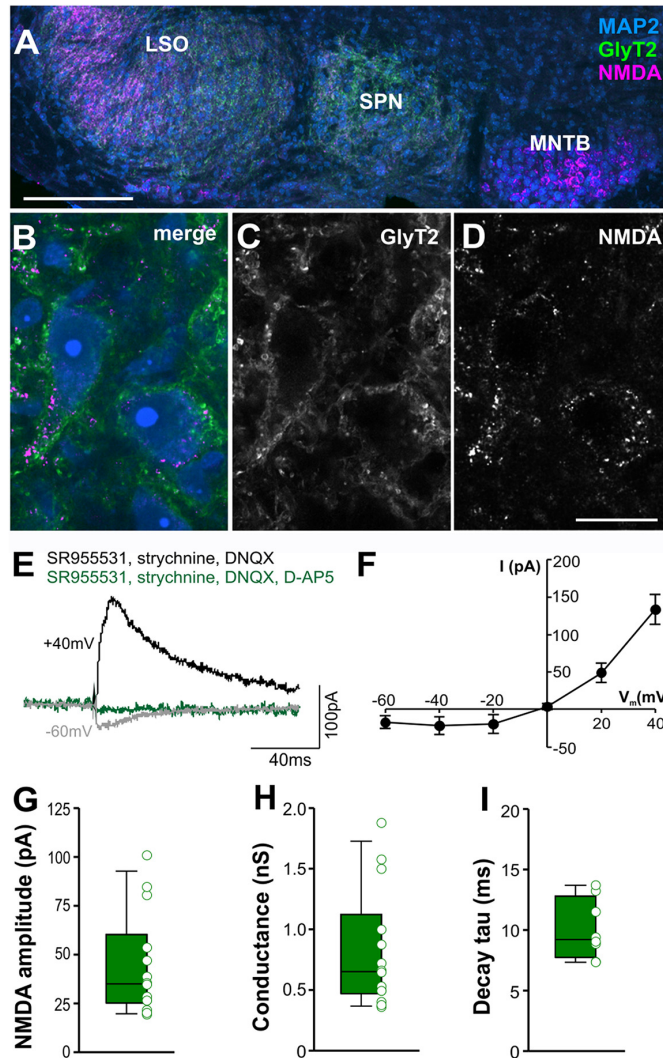 A
LSO
SPN
MNTB
MAP2
GlyT2
NMDA
B
merge
C
GlyT2
D
NMDA
E
SR955531, strychnine, DNQX
SR955531, strychnine, DNQX, D-AP5
+40mV
-60mV
100pA
40ms
F
I (pA)
200
150
100
50
-50
-60
-40
-20
20
40
Vm(mV)
G
NMDA amplitude (pA)
125
100
75
50
25
0
H
Conductance (nS)
2.0
1.5
1.0
0.5
0.0
I
Decay tau (ms)
20
15
10
5
0